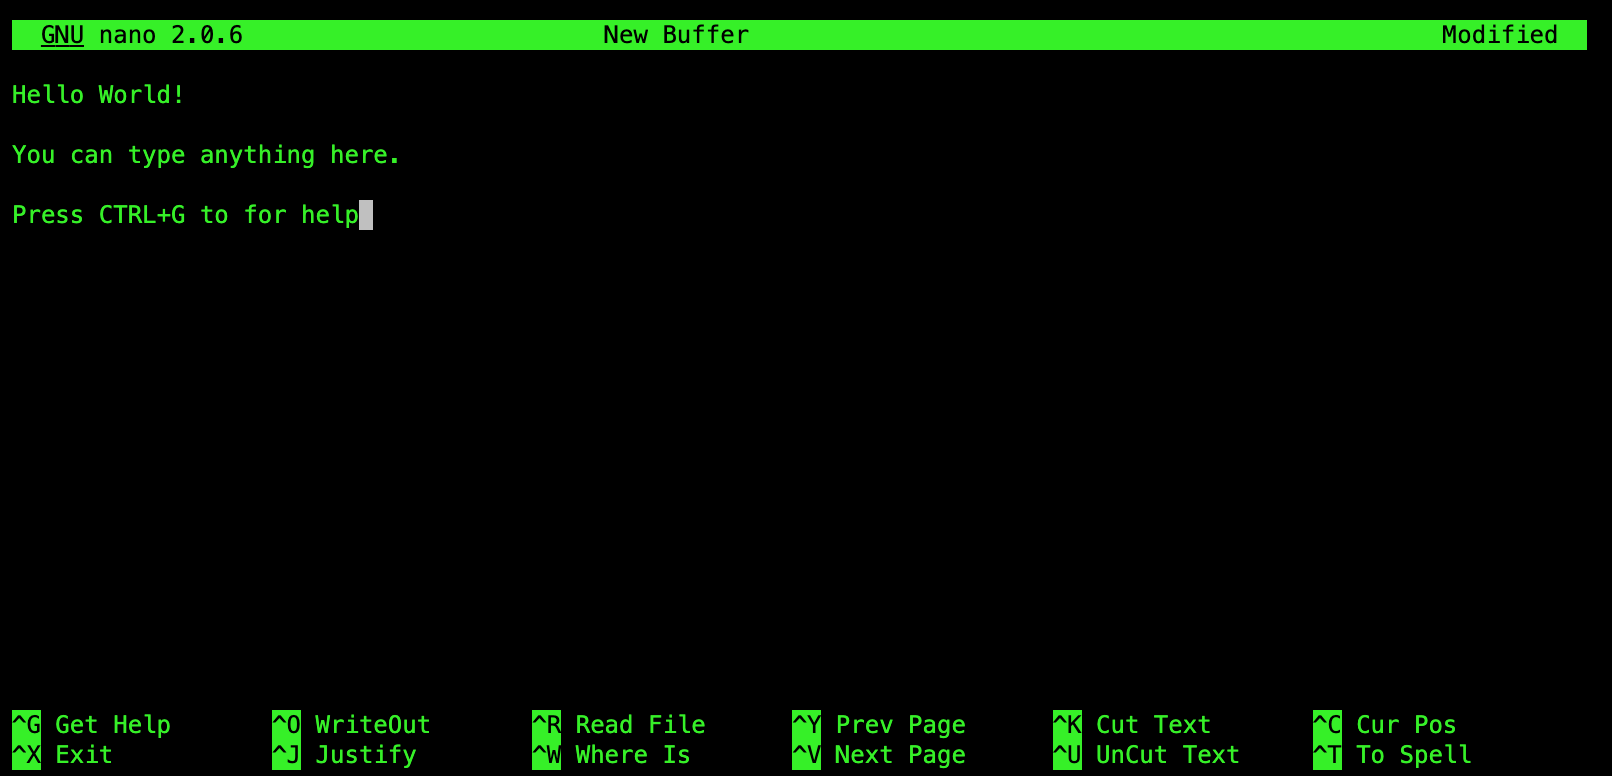 GNU nano 2.0.6 New Buffer Modified
Hello World!
You can type anything here.
Press CTRL+G to for help
^G Get Help ^O WriteOut ^R Read File ^Y Prev Page ^K Cut Text ^C Cur Pos
^X Exit ^J Justify ^W Where Is ^V Next Page ^U UnCut Text ^T To Spell